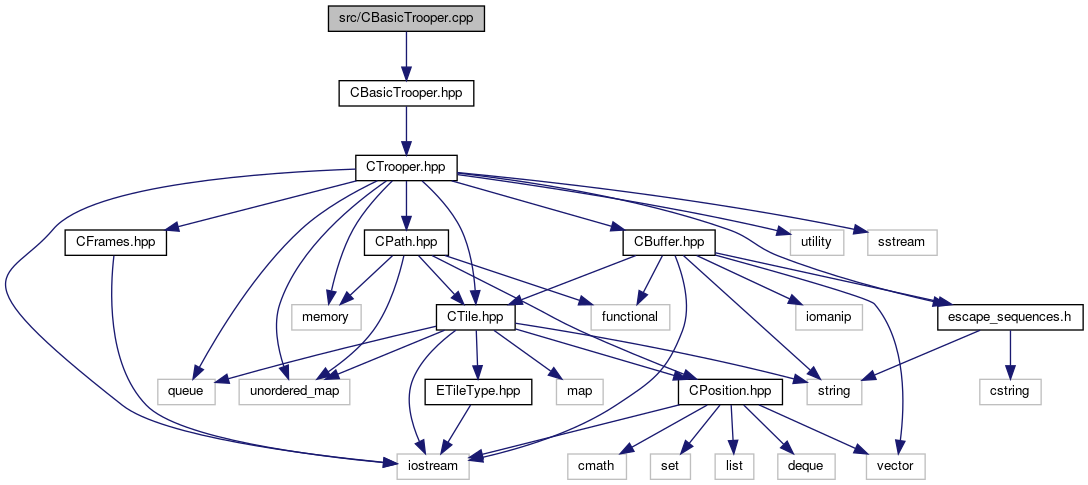 src/CBasicTrooper.cpp
CBasicTrooper.hpp
CTrooper.hpp
CFrames.hpp
CPath.hpp
CBuffer.hpp
utility
sstream
memory
CTile.hpp
functional
iomanip
escape_sequences.h
queue
unordered_map
ETileType.hpp
map
CPosition.hpp
string
cstring
iostream
cmath
set
list
deque
vector